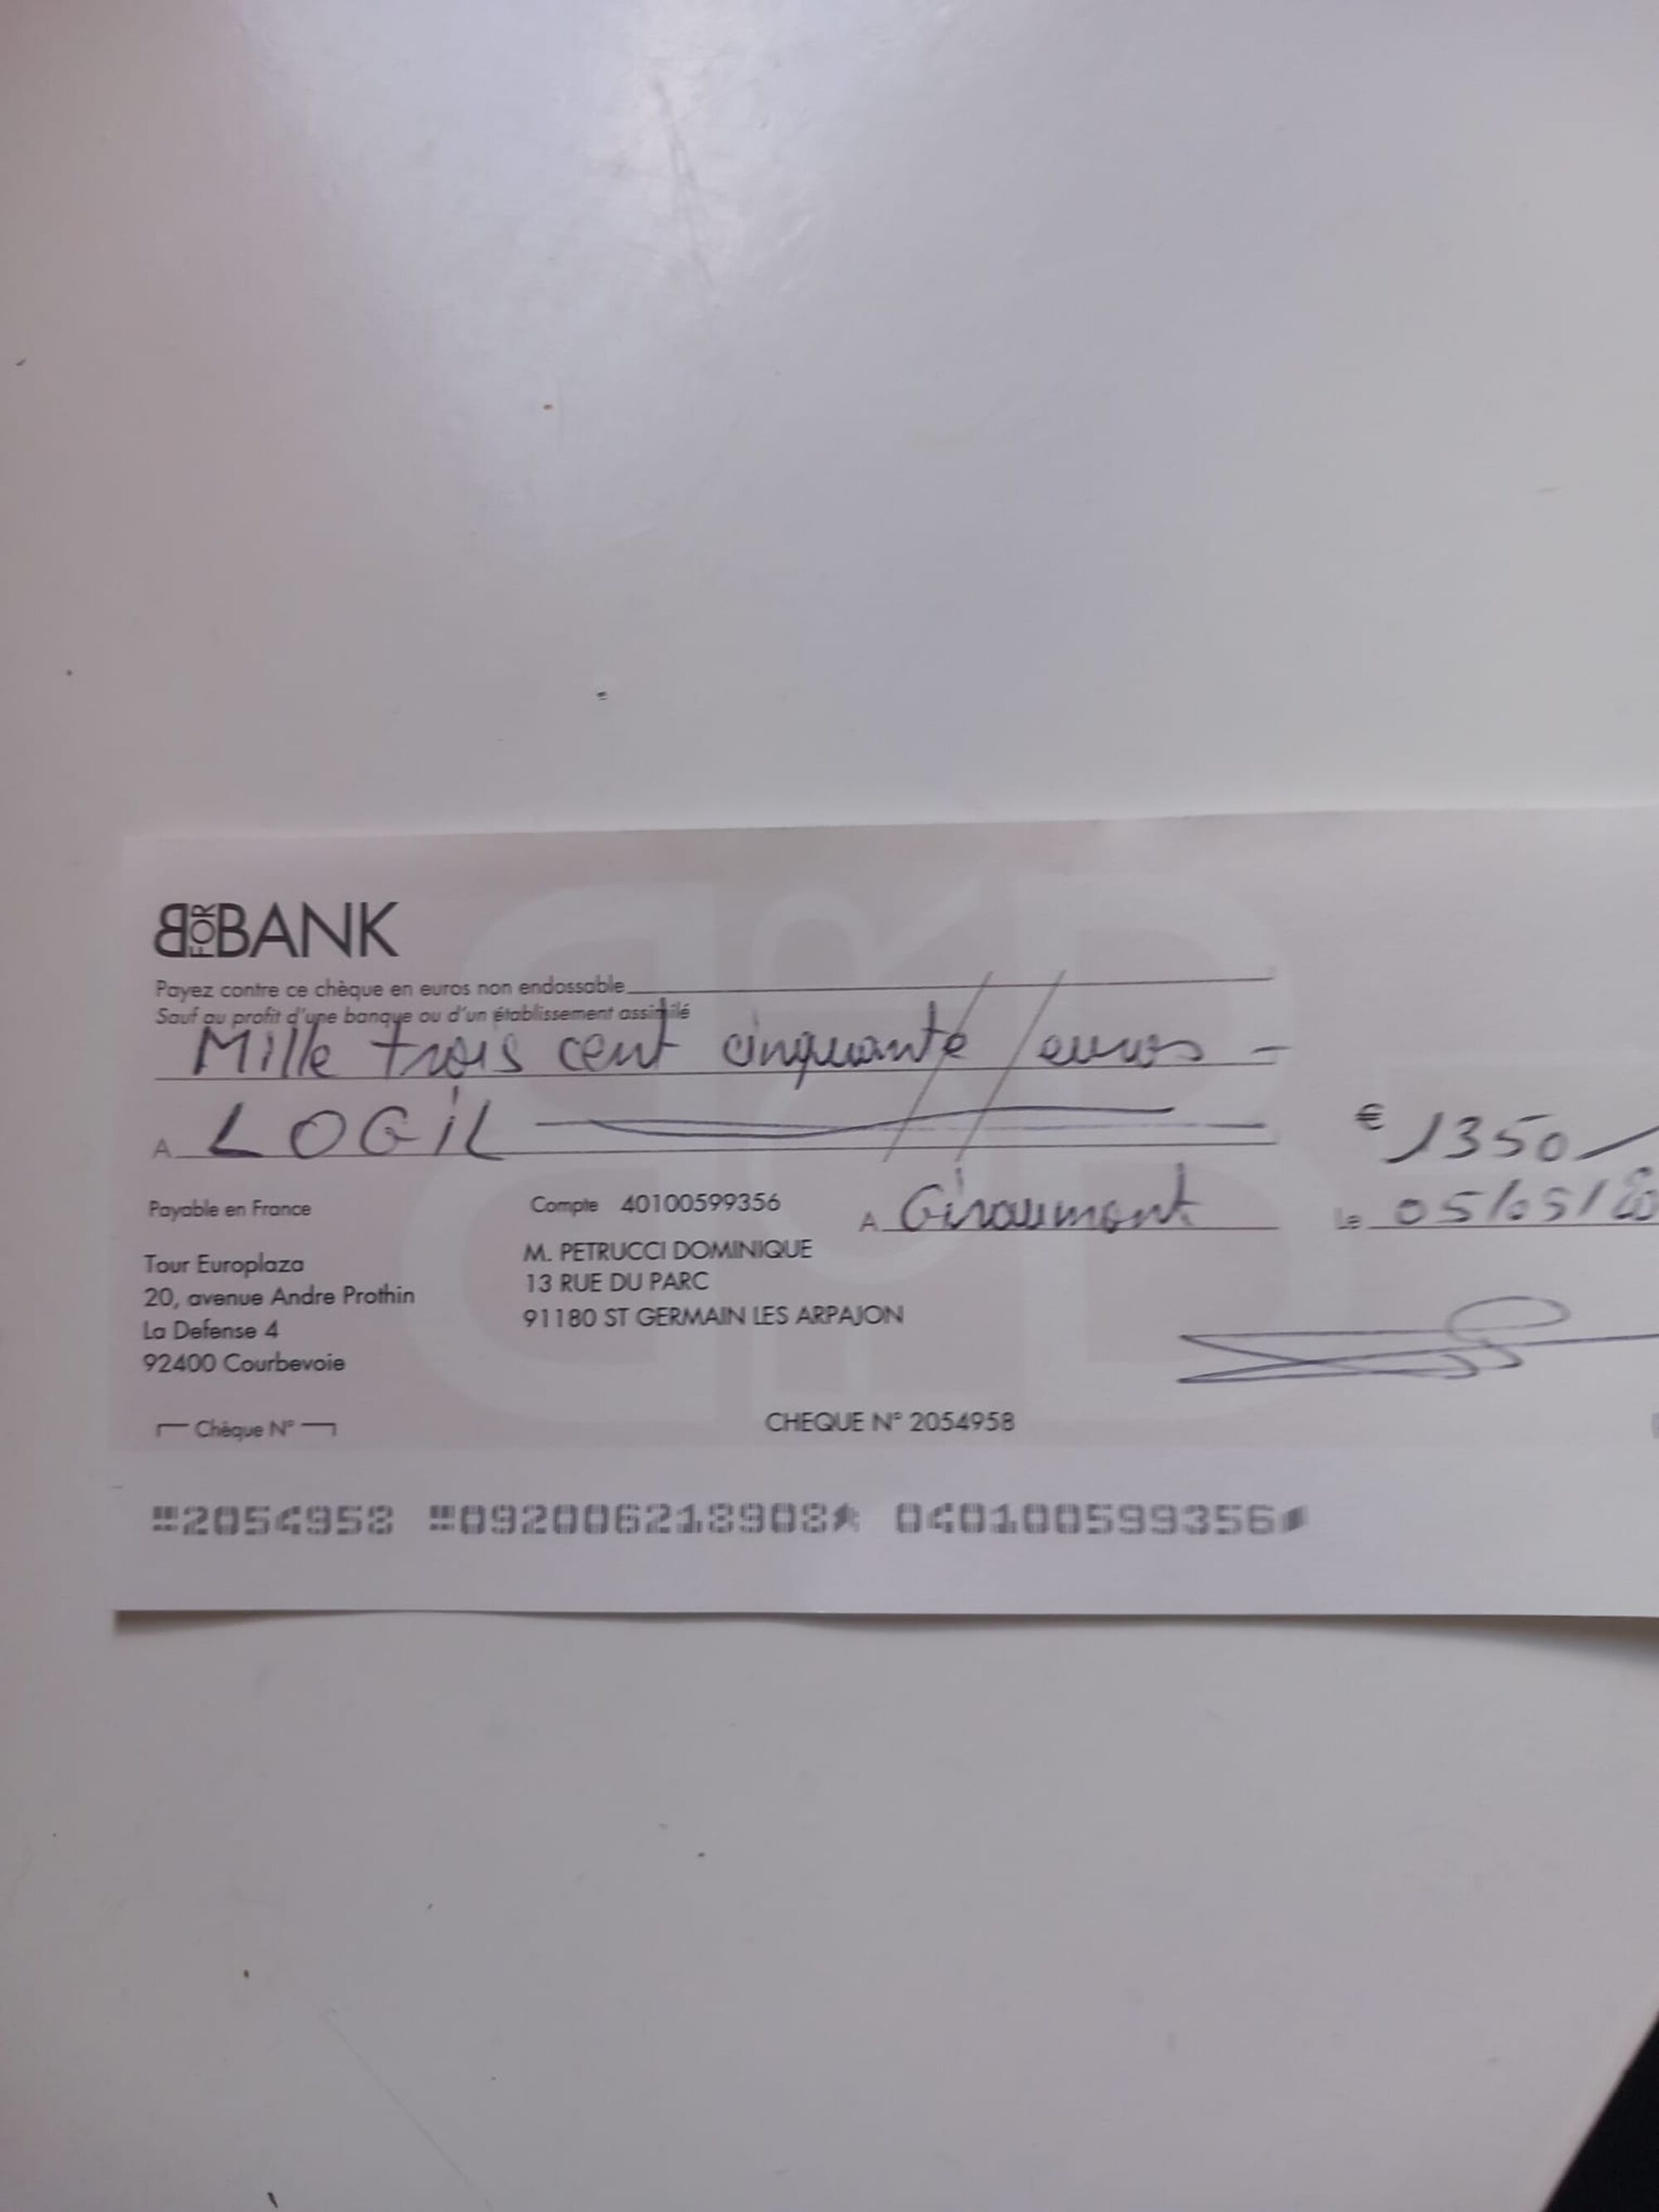 BFORBANK
Payez contre ce chèque en euros non endossable
Sauf au profit d'une banque ou d'un établissement assimilé
Mille trois cent cinquante euros -
A LOGiL
€ 1350
Payable en France
Compte 40100599356
A Giraumont
Le 05/05/20
M. PETRUCCI DOMINIQUE
13 RUE DU PARC
91180 ST GERMAIN LES ARPAJON
Tour Europlaza
20, avenue Andre Prothin
La Defense 4
92400 Courbevoie
Chèque N°
CHEQUE N° 2054958
2054958 092006218908 040100599356